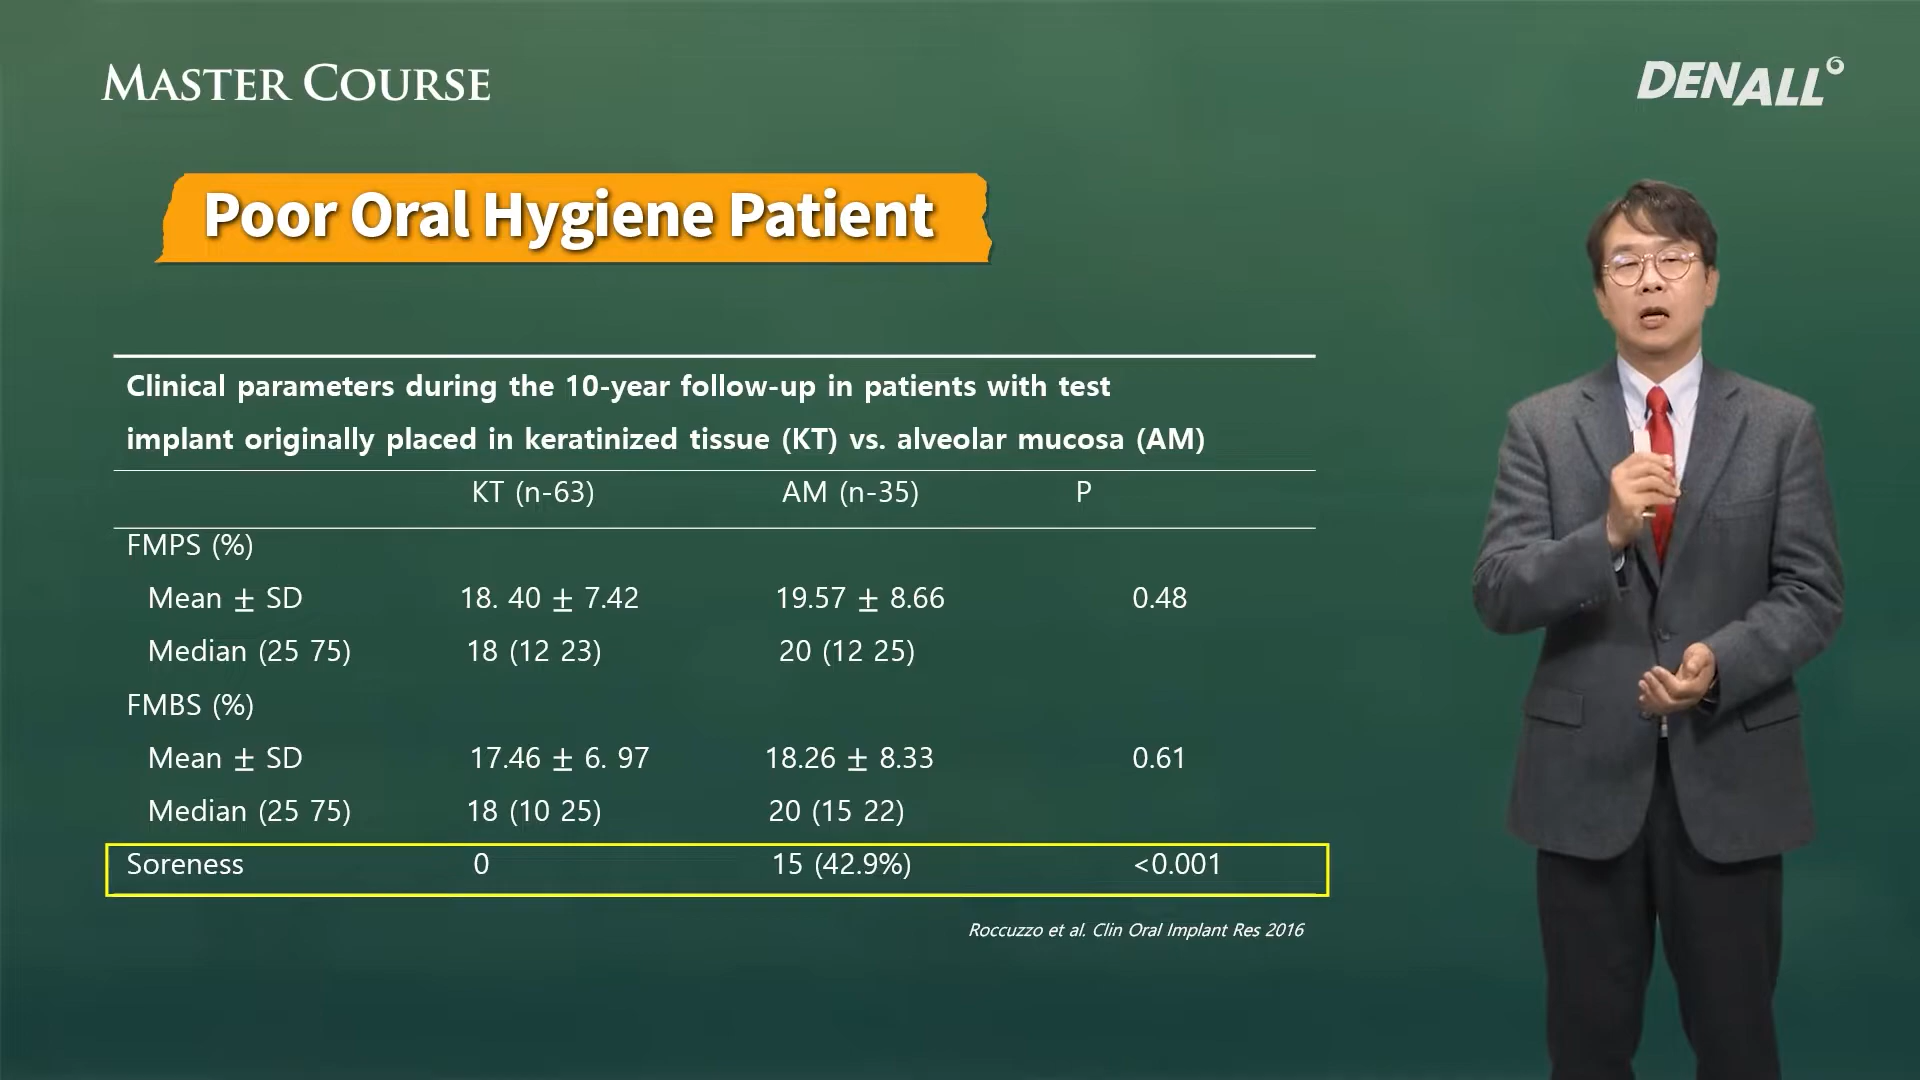 MASTER COURSE
DENALL
Poor Oral Hygiene Patient
Clinical parameters during the 10-year follow-up in patients with test
implant originally placed in keratinized tissue (KT) vs. alveolar mucosa (AM)
KT (n-63) AM (n-35) P
FMPS (%)
Mean ± SD 18. 40 ± 7.42 19.57 ± 8.66 0.48
Median (25 75) 18 (12 23) 20 (12 25)
FMBS (%)
Mean ± SD 17.46 ± 6. 97 18.26 ± 8.33 0.61
Median (25 75) 18 (10 25) 20 (15 22)
Soreness 0 15 (42.9%) <0.001
Roccuzzo et al. Clin Oral Implant Res 2016